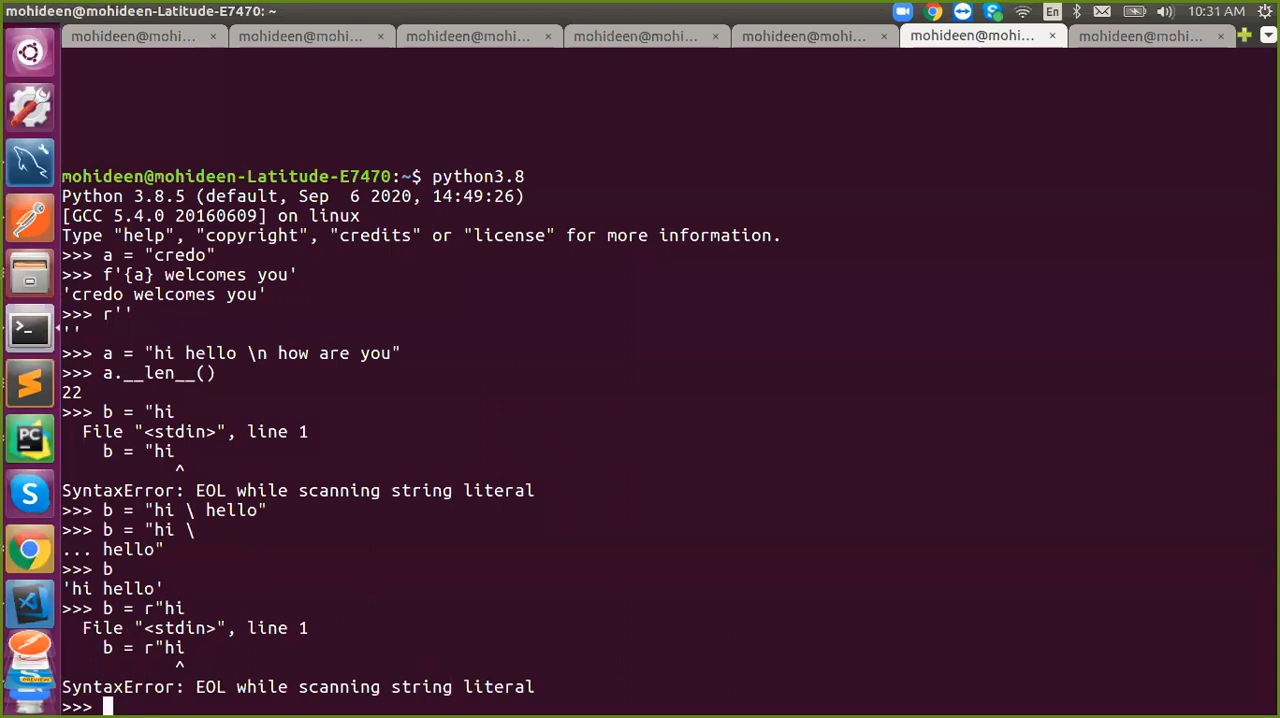 mohideen@mohideen-Latitude-E7470: ~
En
10:31 AM
mohideen@mohi... × mohideen@mohi... × mohideen@mohi... × mohideen@mohi... × mohideen@mohi... × mohideen@mohi... × mohideen@mohi... ×
mohideen@mohideen-Latitude-E7470:~$ python3.8
Python 3.8.5 (default, Sep  6 2020, 14:49:26)
[GCC 5.4.0 20160609] on linux
Type "help", "copyright", "credits" or "license" for more information.
>>> a = "credo"
>>> f'{a} welcomes you'
'credo welcomes you'
>>> r''
''
>>> a = "hi hello \n how are you"
>>> a.__len__()
22
>>> b = "hi
  File "<stdin>", line 1
    b = "hi
           ^
SyntaxError: EOL while scanning string literal
>>> b = "hi \ hello"
>>> b = "hi \
... hello"
>>> b
'hi hello'
>>> b = r"hi
  File "<stdin>", line 1
    b = r"hi
           ^
SyntaxError: EOL while scanning string literal
>>>
PC
S
PREVIEW